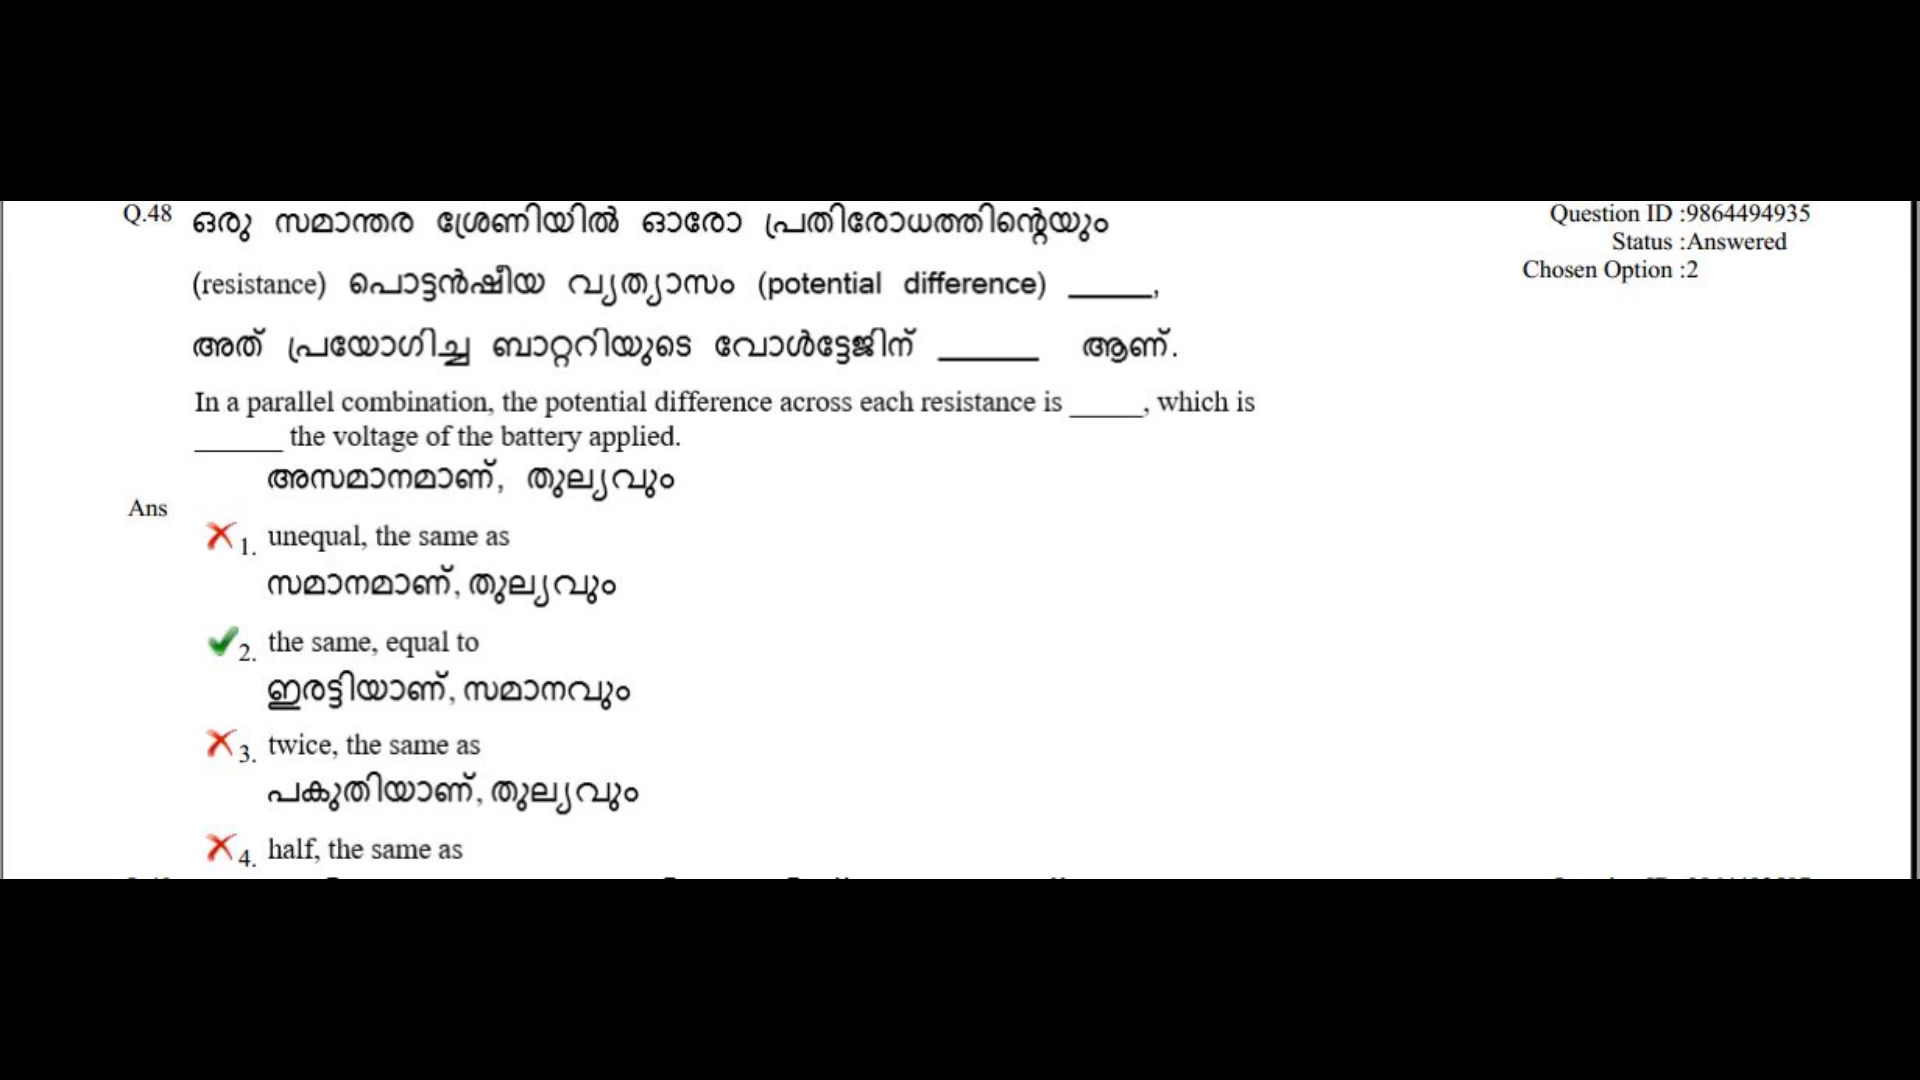 Q.48 ഒരു സമാന്തര ശ്രേണിയിൽ ഓരോ പ്രതിരോധത്തിന്റെയും
(resistance) പൊട്ടൻഷീയ വ്യത്യാസം (potential difference) _____,
അത് പ്രയോഗിച്ച ബാറ്ററിയുടെ വോൾട്ടേജിന് ______ ആണ്.
In a parallel combination, the potential difference across each resistance is _____, which is
______ the voltage of the battery applied.
Question ID :9864494935
Status :Answered
Chosen Option :2
Ans
അസമാനമാണ്, തുല്യവും
1. unequal, the same as
സമാനമാണ്, തുല്യവും
2. the same, equal to
ഇരട്ടിയാണ്, സമാനവും
3. twice, the same as
പകുതിയാണ്, തുല്യവും
4. half, the same as